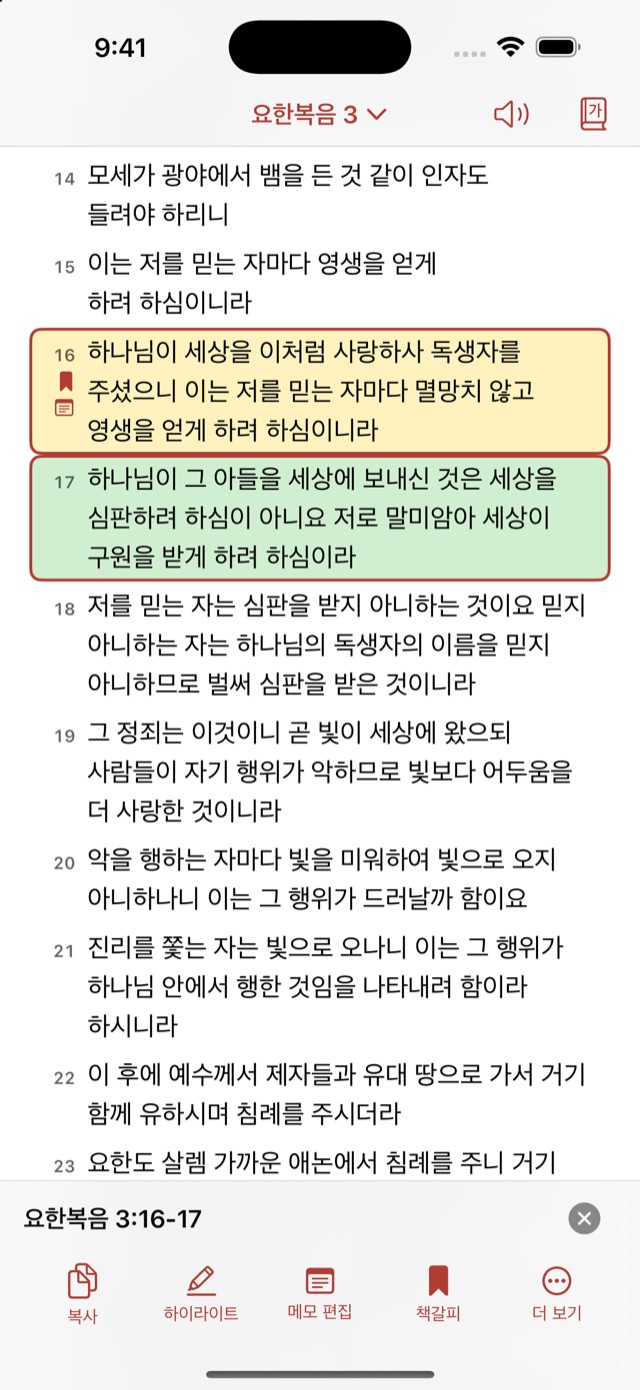 9:41
요한복음 3
가
14 모세가 광야에서 뱀을 든 것 같이 인자도
들려야 하리니
15 이는 저를 믿는 자마다 영생을 얻게
하려 하심이니라
16 하나님이 세상을 이처럼 사랑하사 독생자를
주셨으니 이는 저를 믿는 자마다 멸망치 않고
영생을 얻게 하려 하심이니라
17 하나님이 그 아들을 세상에 보내신 것은 세상을
심판하려 하심이 아니요 저로 말미암아 세상이
구원을 받게 하려 하심이라
18 저를 믿는 자는 심판을 받지 아니하는 것이요 믿지
아니하는 자는 하나님의 독생자의 이름을 믿지
아니하므로 벌써 심판을 받은 것이니라
19 그 정죄는 이것이니 곧 빛이 세상에 왔으되
사람들이 자기 행위가 악하므로 빛보다 어두움을
더 사랑한 것이니라
20 악을 행하는 자마다 빛을 미워하여 빛으로 오지
아니하나니 이는 그 행위가 드러날까 함이요
21 진리를 쫓는 자는 빛으로 오나니 이는 그 행위가
하나님 안에서 행한 것임을 나타내려 함이라
하시니라
22 이 후에 예수께서 제자들과 유대 땅으로 가서 거기
함께 유하시며 침례를 주시더라
23 요한도 살렘 가까운 애논에서 침례를 주니 거기
요한복음 3:16-17
복사 하이라이트 메모 편집 책갈피 더 보기